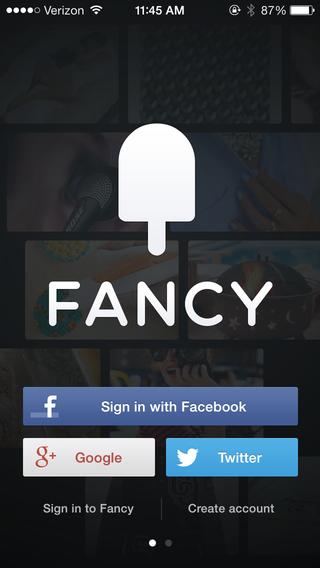 Verizon 11:45 AM 87%
FANCY
f Sign in with Facebook
g+ Google
Twitter
Sign in to Fancy
Create account